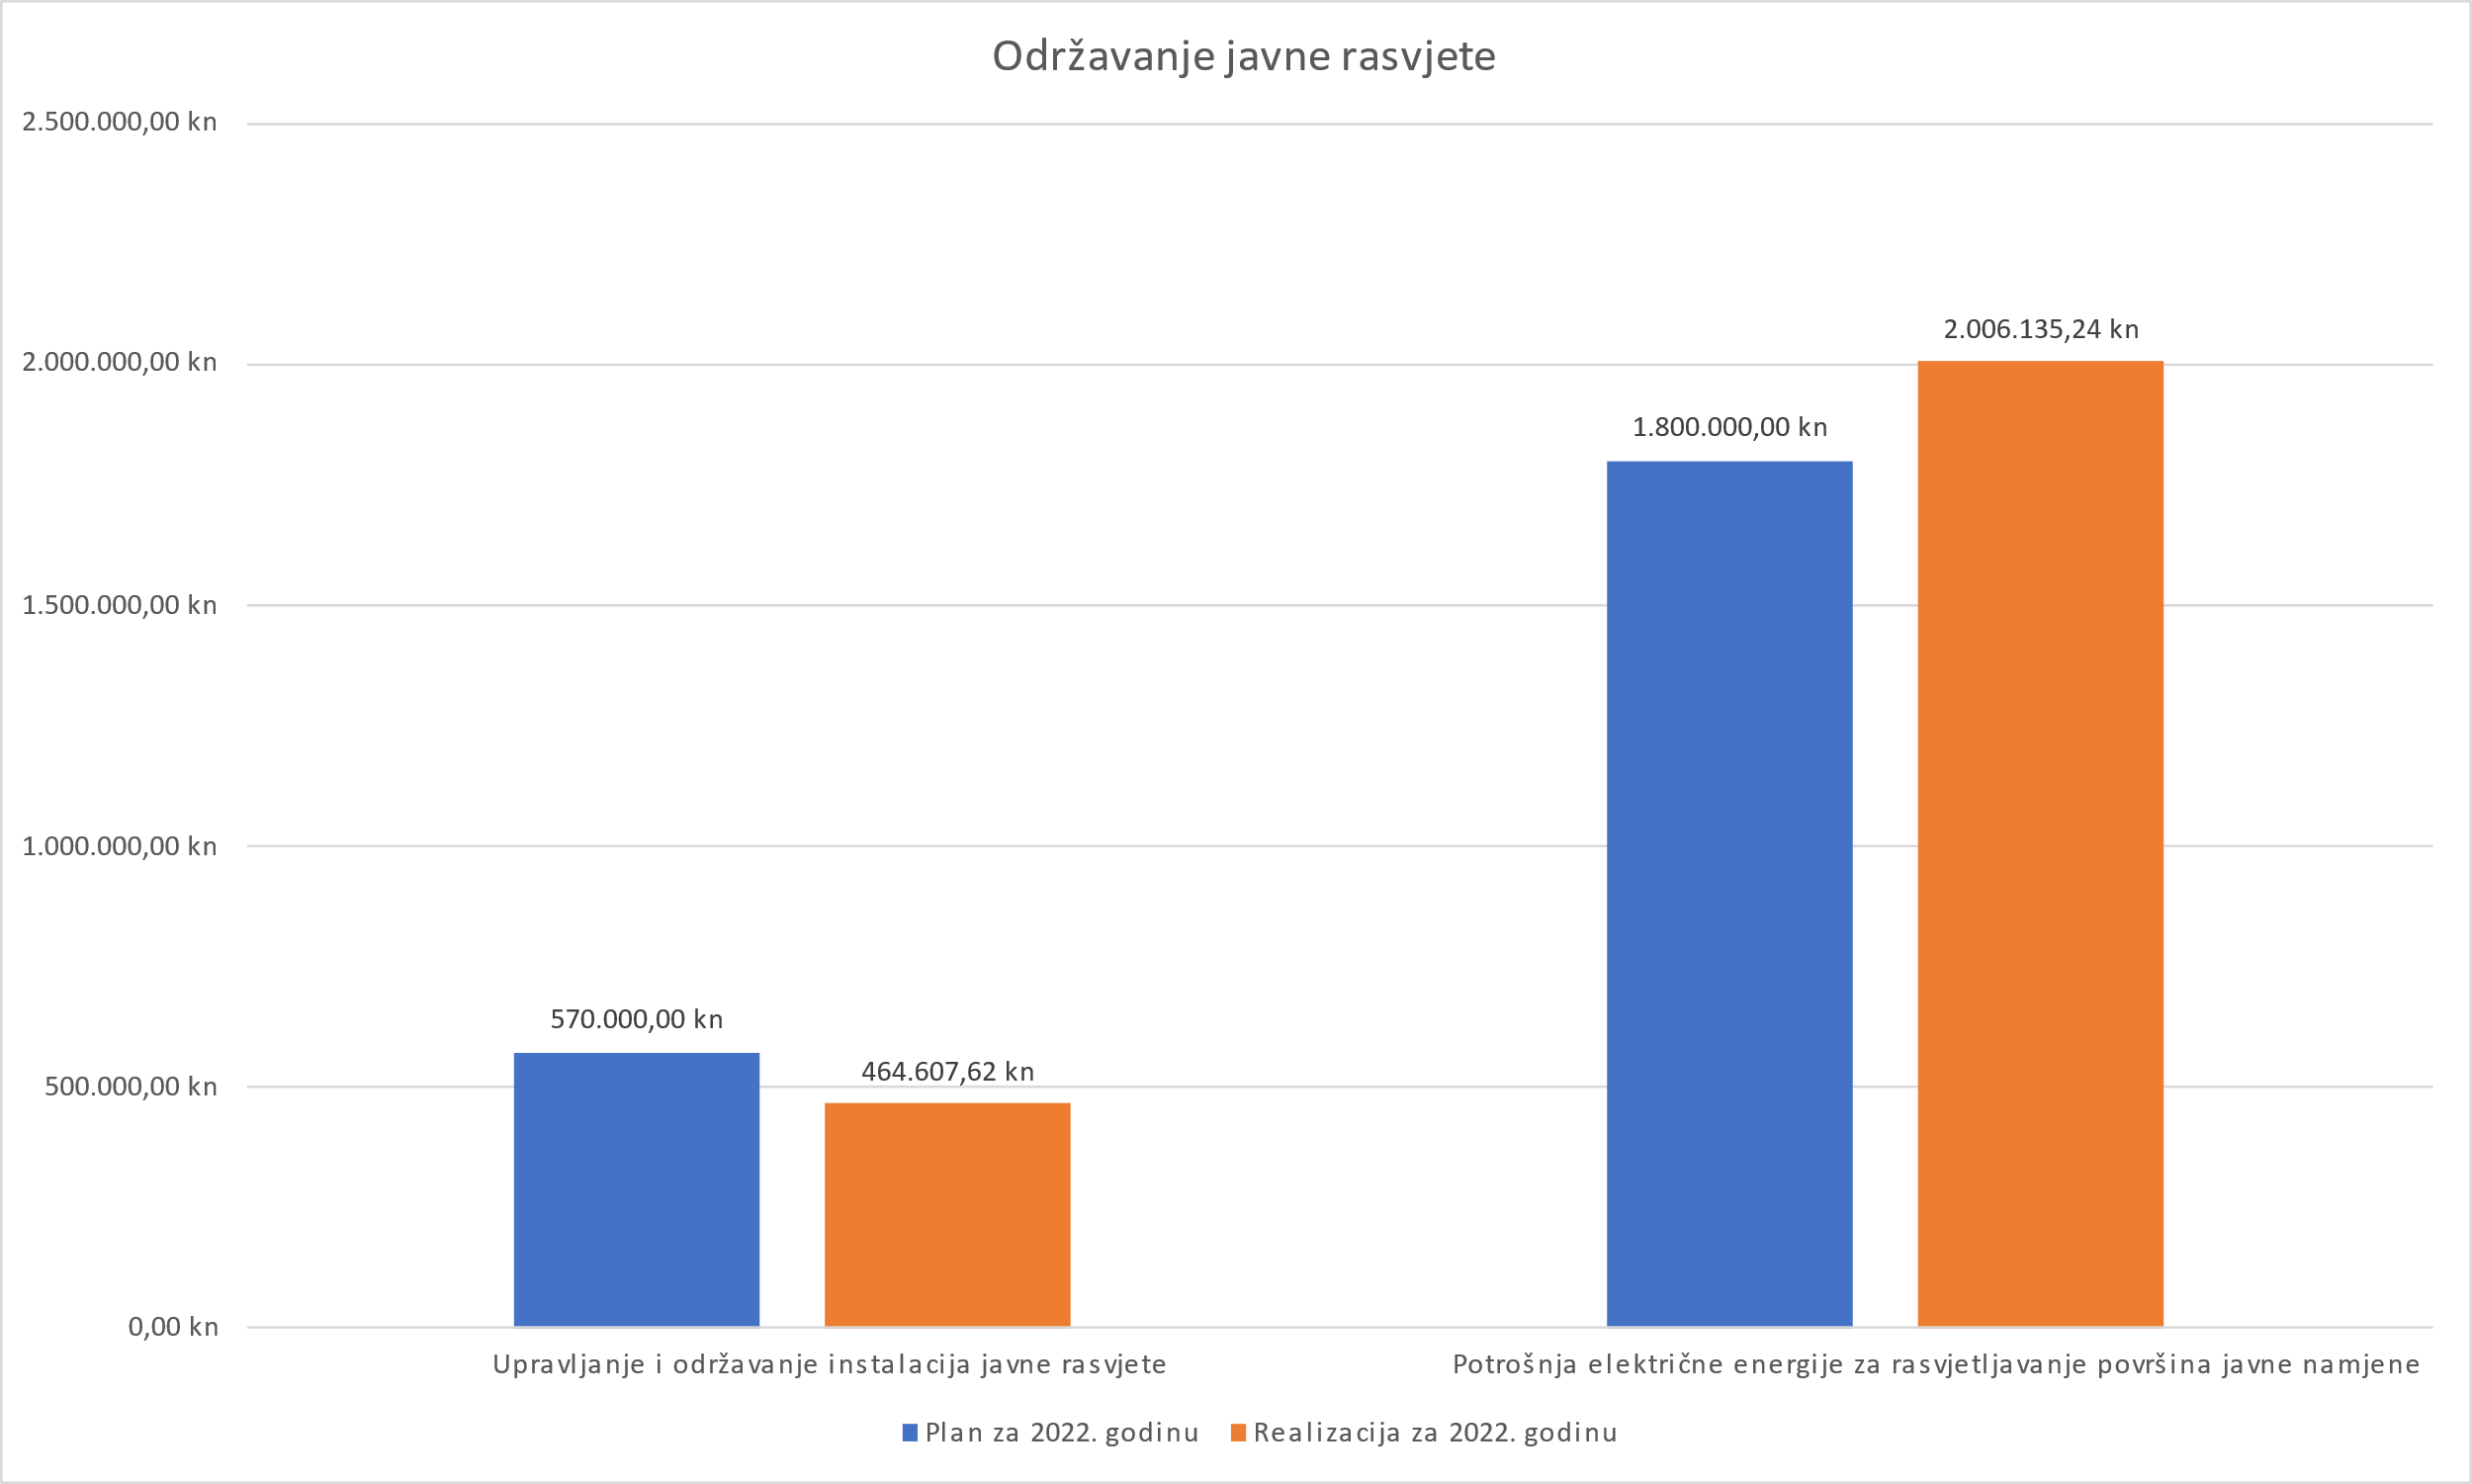 Održavanje javne rasvjete
2.500.000,00 kn
2.000.000,00 kn
1.500.000,00 kn
1.000.000,00 kn
500.000,00 kn
0,00 kn
570.000,00 kn
464.607,62 kn
1.800.000,00 kn
2.006.135,24 kn
Upravljanje i održavanje instalacija javne rasvjete
Potrošnja električne energije za rasvjetljavanje površina javne namjene
Plan za 2022. godinu
Realizacija za 2022. godinu